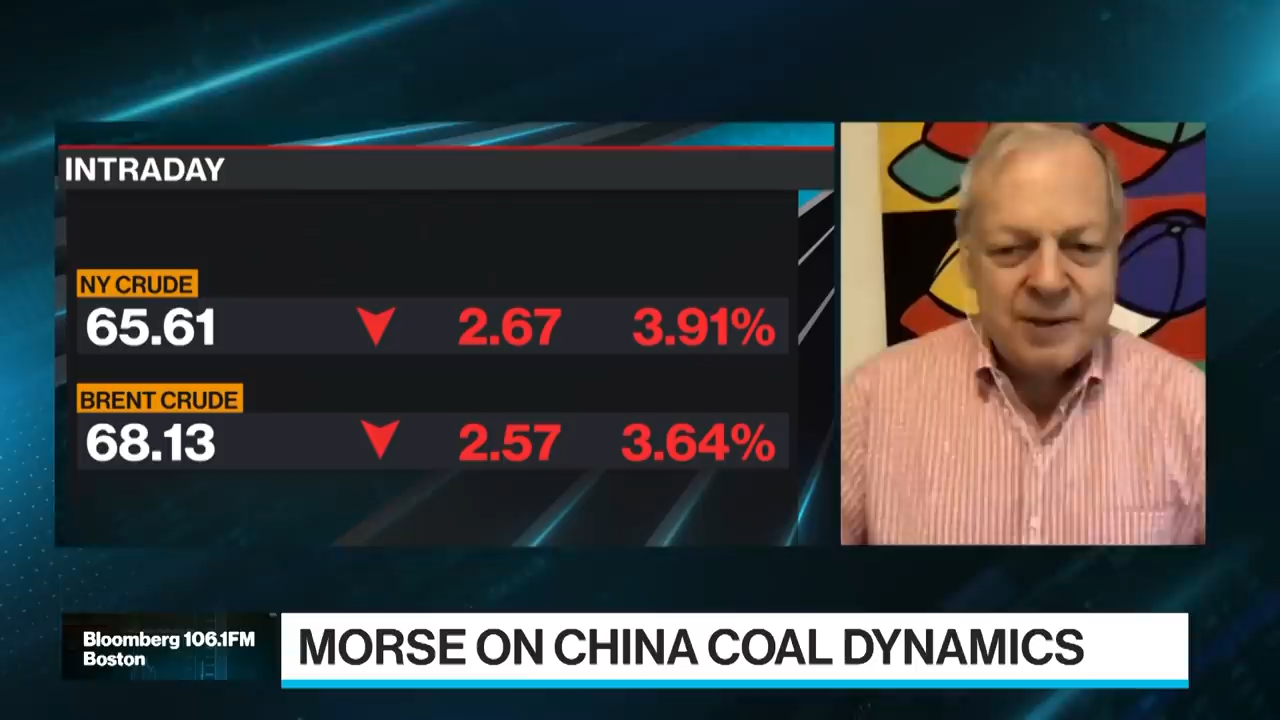 INTRADAY
NY CRUDE
65.61 2.67 3.91%
BRENT CRUDE
68.13 2.57 3.64%
Bloomberg 106.1FM
Boston
MORSE ON CHINA COAL DYNAMICS